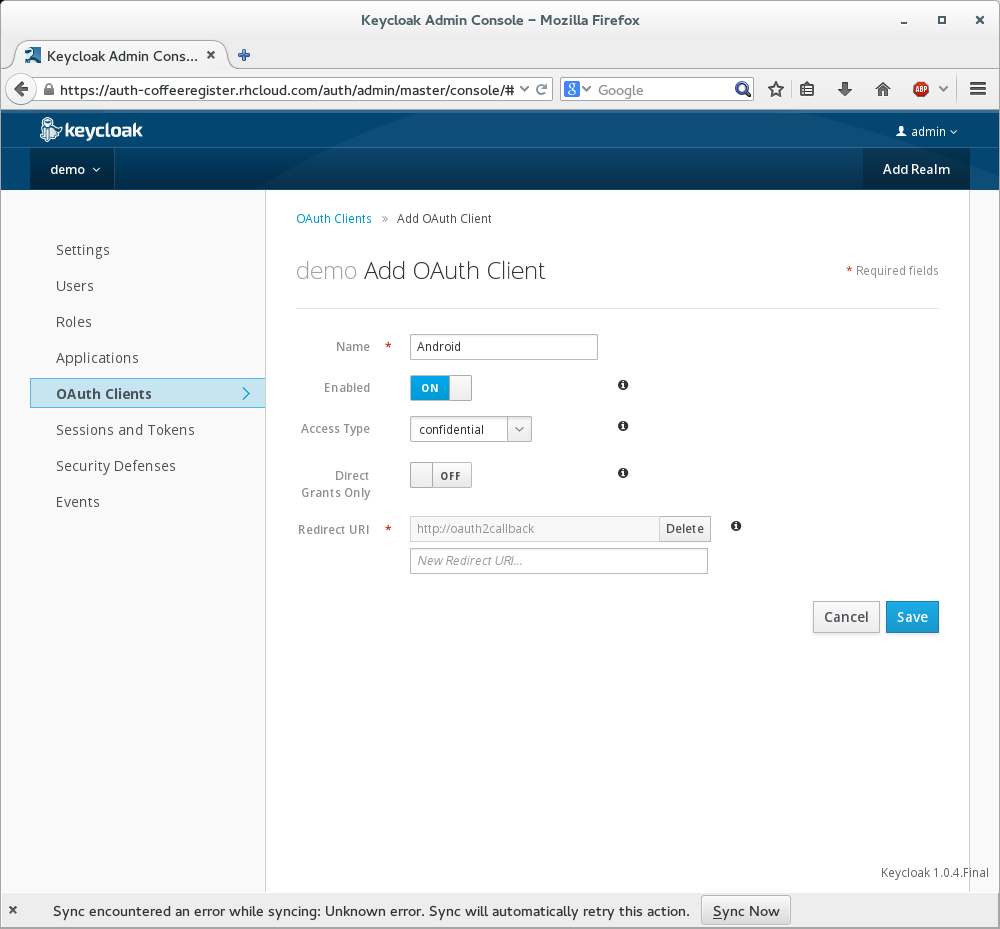 Keycloak Admin Console – Mozilla Firefox
Keycloak Admin Cons...
https://auth-coffeeregister.rhcloud.com/auth/admin/master/console/#
8 Google
ABP
keycloak
admin
demo
Add Realm
OAuth Clients » Add OAuth Client
Settings
demo Add OAuth Client
* Required fields
Users
Roles
Applications
OAuth Clients
Sessions and Tokens
Security Defenses
Events
Name * Android
Enabled ON
Access Type confidential
Direct Grants Only OFF
Redirect URI * http://oauth2callback Delete
New Redirect URI...
Cancel Save
Keycloak 1.0.4.Final
Sync encountered an error while syncing: Unknown error. Sync will automatically retry this action. Sync Now